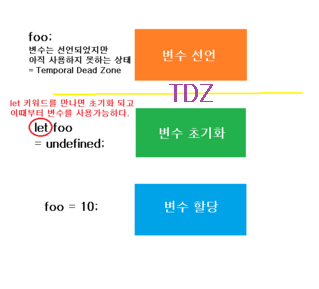 foo;
변수는 선언되었지만
아직 사용하지 못하는 상태
= Temporal Dead Zone
변수 선언
TDZ
let 키워드를 만나면 초기화 되고
이때부터 변수를 사용가능하다.
let foo
= undefined;
변수 초기화
foo = 10;
변수 할당